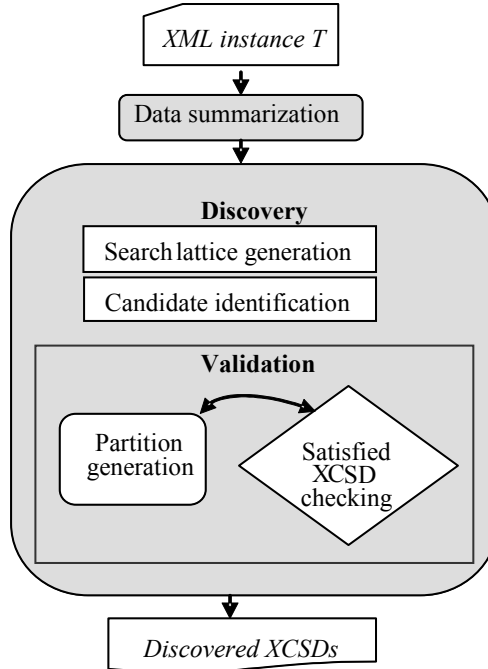 XML instance T
Data summarization
Discovery
Search lattice generation
Candidate identification
Validation
Partition
generation
Satisfied
XCSD
checking
Discovered XCSDs